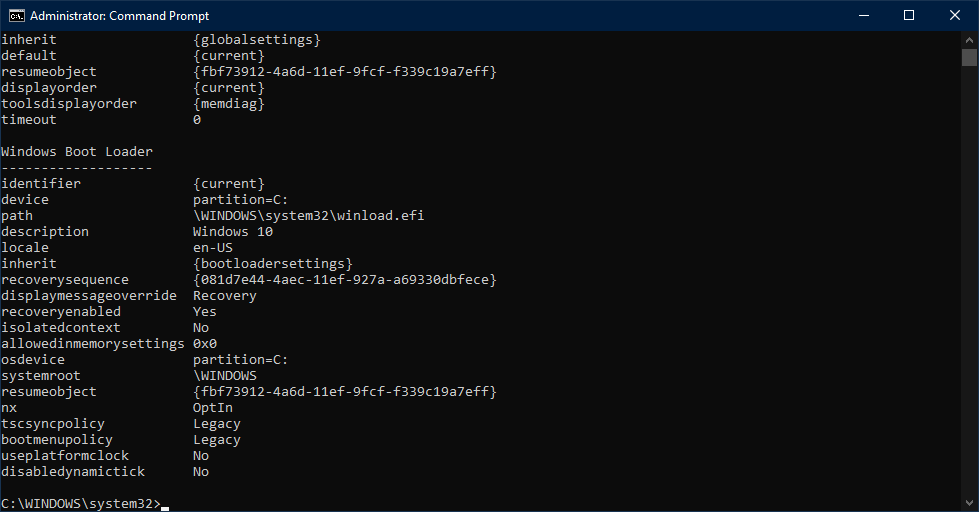 Administrator: Command Prompt
inherit                 {globalsettings}
default                 {current}
resumeobject            {fbf73912-4a6d-11ef-9fcf-f339c19a7eff}
displayorder            {current}
toolsdisplayorder       {memdiag}
timeout                 0

Windows Boot Loader
-------------------
identifier              {current}
device                  partition=C:
path                    \WINDOWS\system32\winload.efi
description             Windows 10
locale                  en-US
inherit                 {bootloadersettings}
recoverysequence        {081d7e44-4aec-11ef-927a-a69330dbfece}
displaymessageoverride  Recovery
recoveryenabled         Yes
isolatedcontext         No
allowedinmemorysettings 0x0
osdevice                partition=C:
systemroot              \WINDOWS
resumeobject            {fbf73912-4a6d-11ef-9fcf-f339c19a7eff}
nx                      OptIn
tscsyncpolicy           Legacy
bootmenupolicy          Legacy
useplatformclock        No
disabledynamictick      No

C:\WINDOWS\system32>